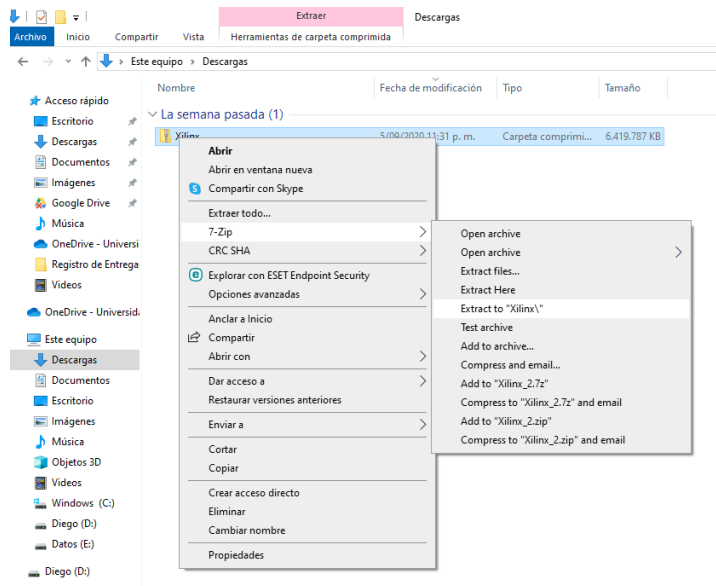 Extraer
Descargas
Archivo Inicio Compartir Vista Herramientas de carpeta comprimida
Este equipo > Descargas
Nombre Fecha de modificación Tipo Tamaño
La semana pasada (1)
Xilinx 5/09/2020 11:31 p. m. Carpeta comprimi... 6.419.787 KB
Acceso rápido
Escritorio
Descargas
Documentos
Imágenes
Google Drive
Música
OneDrive - Universi
Registro de Entrega
Videos
OneDrive - Universida
Este equipo
Descargas
Documentos
Escritorio
Imágenes
Música
Objetos 3D
Videos
Windows (C:)
Diego (D:)
Datos (E:)
Diego (D:)
Abrir
Abrir en ventana nueva
Compartir con Skype
Extraer todo...
7-Zip
CRC SHA
Explorar con ESET Endpoint Security
Opciones avanzadas
Anclar a Inicio
Compartir
Abrir con
Dar acceso a
Restaurar versiones anteriores
Enviar a
Cortar
Copiar
Crear acceso directo
Eliminar
Cambiar nombre
Propiedades
Open archive
Open archive
Extract files...
Extract Here
Extract to "Xilinx\"
Test archive
Add to archive...
Compress and email...
Add to "Xilinx_2.7z"
Compress to "Xilinx_2.7z" and email
Add to "Xilinx_2.zip"
Compress to "Xilinx_2.zip" and email